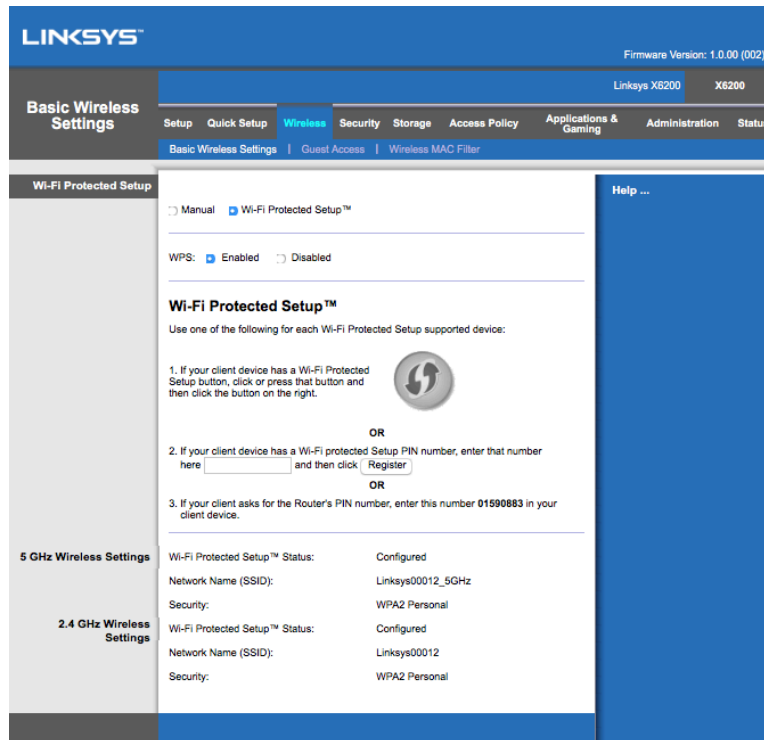 LINKSYS™
Firmware Version: 1.0.00 (002)
Linksys X6200 X6200
Basic Wireless
Settings
Setup Quick Setup Wireless Security Storage Access Policy Applications &
Gaming Administration Statu
Basic Wireless Settings | Guest Access | Wireless MAC Filter
Wi-Fi Protected Setup
Help ...
Manual Wi-Fi Protected Setup™
WPS: Enabled Disabled
Wi-Fi Protected Setup™
Use one of the following for each Wi-Fi Protected Setup supported device:
1. If your client device has a Wi-Fi Protected
Setup button, click or press that button and
then click the button on the right.
OR
2. If your client device has a Wi-Fi protected Setup PIN number, enter that number
here and then click Register
OR
3. If your client asks for the Router's PIN number, enter this number 01590883 in your
client device.
5 GHz Wireless Settings
Wi-Fi Protected Setup™ Status: Configured
Network Name (SSID): Linksys00012_5GHz
Security: WPA2 Personal
2.4 GHz Wireless
Settings
Wi-Fi Protected Setup™ Status: Configured
Network Name (SSID): Linksys00012
Security: WPA2 Personal